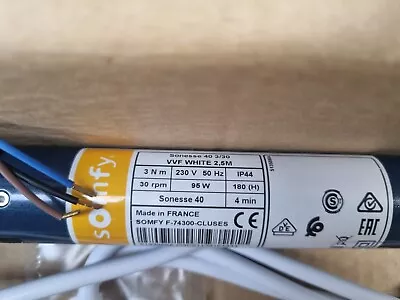 somfy.
Sonesse 40 3/30
VVF WHITE 2,5M
3 N m 230 V 50 Hz IP44
30 rpm 95 W 180 (H)
Sonesse 40 4 min
Made in FRANCE
SOMFY F-74300-CLUSES
EAC